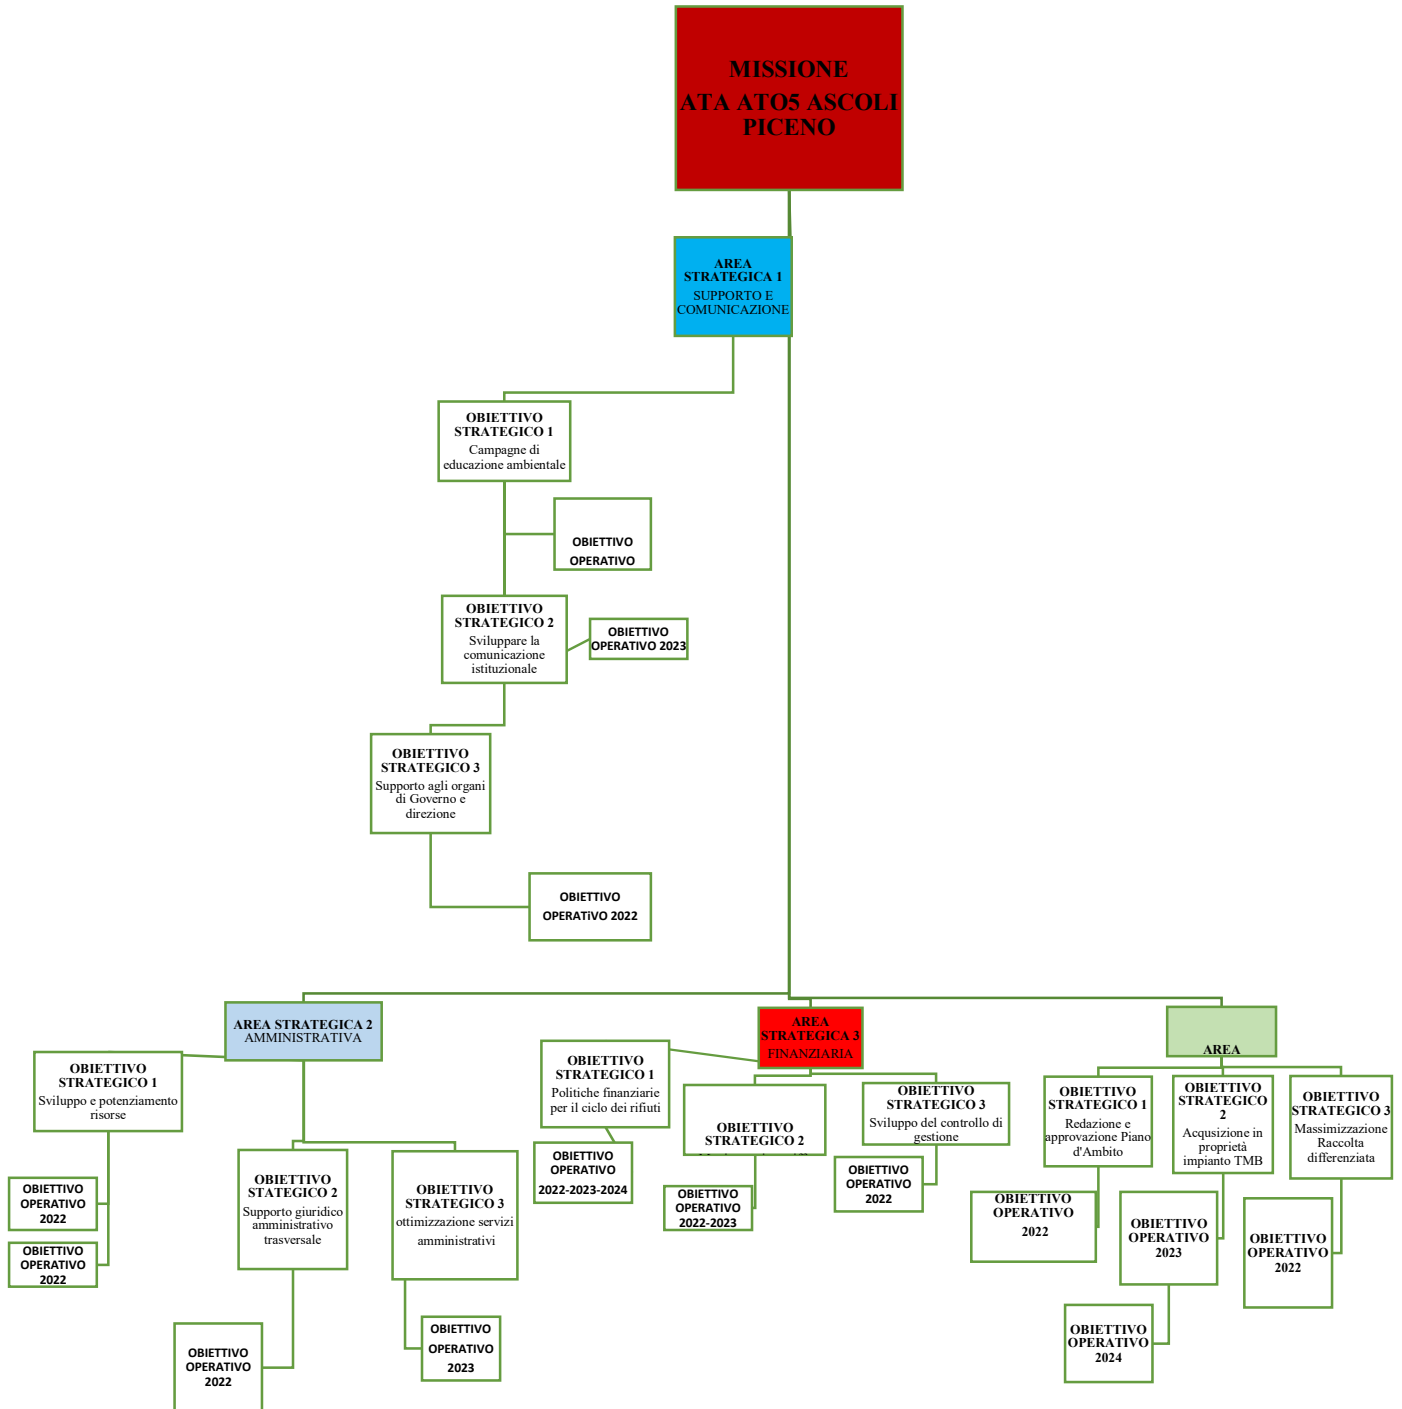 MISSIONE
ATA ATO5 ASCOLI
PICENO
AREA
STRATEGICA 1
SUPPORTO E
COMUNICAZIONE
OBIETTIVO
STRATEGICO 1
Campagne di
educazione ambientale
OBIETTIVO
OPERATIVO
OBIETTIVO
STRATEGICO 2
Sviluppare la
comunicazione
istituzionale
OBIETTIVO
OPERATIVO 2023
OBIETTIVO
STRATEGICO 3
Supporto agli organi
di Governo e
direzione
OBIETTIVO
OPERATiVO 2022
AREA STRATEGICA 2
AMMINISTRATIVA
OBIETTIVO
STRATEGICO 1
Sviluppo e potenziamento
risorse
OBIETTIVO
OPERATIVO
2022
OBIETTIVO
OPERATIVO
2022
OBIETTIVO
STATEGICO 2
Supporto giuridico
amministrativo
trasversale
OBIETTIVO
OPERATIVO
2022
OBIETTIVO
STRATEGICO 3
ottimizzazione servizi
amministrativi
OBIETTIVO
OPERATIVO
2023
AREA
STRATEGICA 3
FINANZIARIA
OBIETTIVO
STRATEGICO 1
Politiche finanziarie
per il ciclo dei rifiuti
OBIETTIVO
OPERATIVO
2022-2023-2024
OBIETTIVO
STRATEGICO 2
OBIETTIVO
OPERATIVO
2022-2023
OBIETTIVO
STRATEGICO 3
Sviluppo del controllo di
gestione
OBIETTIVO
OPERATIVO
2022
AREA
OBIETTIVO
STRATEGICO 1
Redazione e
approvazione Piano
d'Ambito
OBIETTIVO
OPERATIVO
2022
OBIETTIVO
STRATEGICO
2
Acqusizione in
proprietà
impianto TMB
OBIETTIVO
OPERATIVO
2023
OBIETTIVO
OPERATIVO
2024
OBIETTIVO
STRATEGICO 3
Massimizzazione
Raccolta
differenziata
OBIETTIVO
OPERATIVO
2022